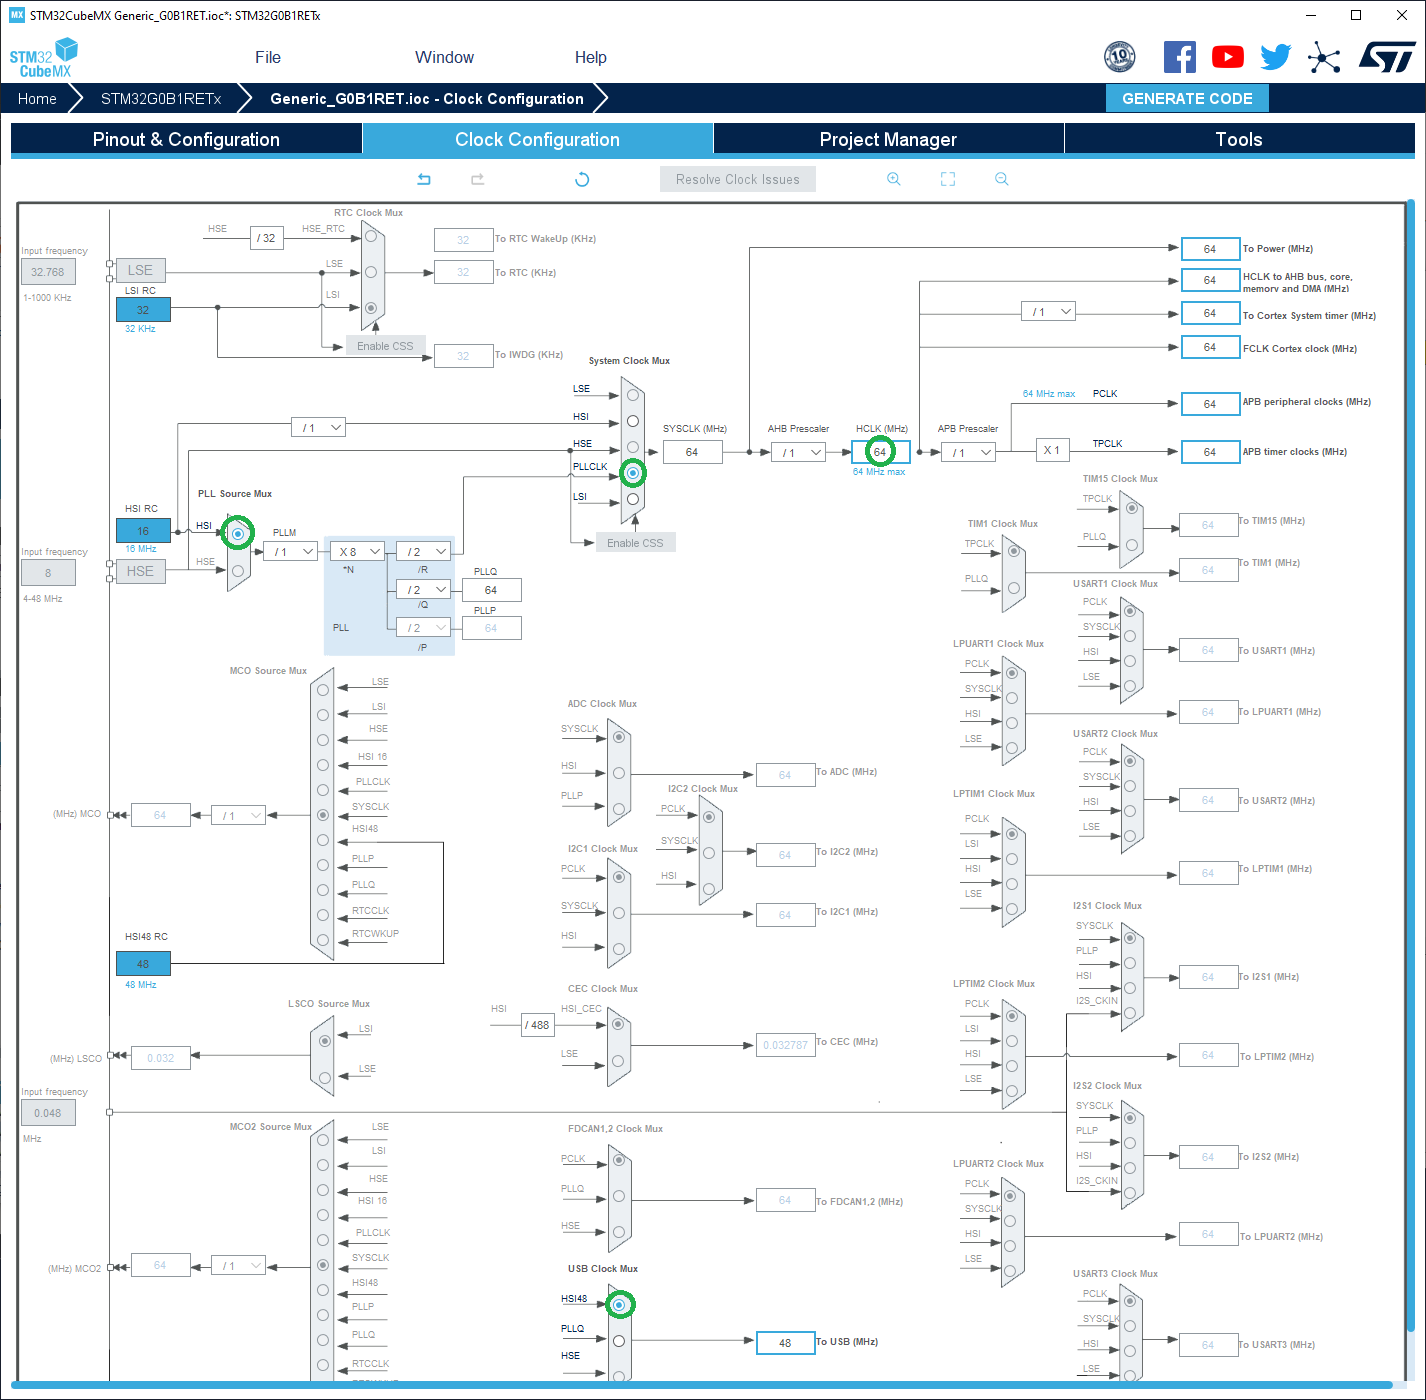 STM32CubeMX Generic_G0B1RET.ioc*: STM32G0B1RETx
STM32 CubeMX
File
Window
Help
10 YEARS
Home
STM32G0B1RETx
Generic_G0B1RET.ioc - Clock Configuration
GENERATE CODE
Pinout & Configuration
Clock Configuration
Project Manager
Tools
Resolve Clock Issues
RTC Clock Mux
HSE
/ 32
HSE_RTC
32
To RTC WakeUp (KHz)
Input frequency
32.768
1-1000 KHz
LSE
LSE
32
To RTC (KHz)
LSI RC
32
32 KHz
LSI
Enable CSS
32
To IWDG (KHz)
64
To Power (MHz)
64
HCLK to AHB bus, core,
memory and DMA (MHz)
/ 1
64
To Cortex System timer (MHz)
64
FCLK Cortex clock (MHz)
System Clock Mux
LSE
HSI
HSE
PLLCLK
LSI
Enable CSS
/ 1
SYSCLK (MHz)
64
AHB Prescaler
/ 1
HCLK (MHz)
64
64 MHz max
APB Prescaler
/ 1
64 MHz max
PCLK
64
APB peripheral clocks (MHz)
X 1
TPCLK
64
APB timer clocks (MHz)
PLL Source Mux
HSI RC
16
16 MHz
HSI
HSE
Input frequency
8
4-48 MHz
HSE
PLLM
/ 1
X 8
*N
/ 2
/R
/ 2
/Q
/ 2
/P
PLL
PLLQ
64
PLLP
64
TIM15 Clock Mux
TPCLK
PLLQ
64
To TIM15 (MHz)
TIM1 Clock Mux
TPCLK
PLLQ
64
To TIM1 (MHz)
USART1 Clock Mux
PCLK
SYSCLK
HSI
LSE
64
To USART1 (MHz)
LPUART1 Clock Mux
PCLK
SYSCLK
HSI
LSE
64
To LPUART1 (MHz)
USART2 Clock Mux
PCLK
SYSCLK
HSI
LSE
64
To USART2 (MHz)
LPTIM1 Clock Mux
PCLK
LSI
HSI
LSE
64
To LPTIM1 (MHz)
MCO Source Mux
LSE
LSI
HSE
HSI 16
PLLCLK
SYSCLK
HSI48
PLLP
PLLQ
RTCCLK
RTCWKUP
(MHz) MCO
64
/ 1
HSI48 RC
48
48 MHz
ADC Clock Mux
SYSCLK
HSI
PLLP
64
To ADC (MHz)
I2C2 Clock Mux
PCLK
SYSCLK
HSI
64
To I2C2 (MHz)
I2C1 Clock Mux
PCLK
SYSCLK
HSI
64
To I2C1 (MHz)
I2S1 Clock Mux
SYSCLK
PLLP
HSI
I2S_CKIN
64
To I2S1 (MHz)
LSCO Source Mux
LSI
LSE
(MHz) LSCO
0.032
CEC Clock Mux
HSI
/ 488
HSI_CEC
LSE
0.032787
To CEC (MHz)
LPTIM2 Clock Mux
PCLK
LSI
HSI
LSE
64
To LPTIM2 (MHz)
Input frequency
0.048
MHz
I2S2 Clock Mux
SYSCLK
PLLP
HSI
I2S_CKIN
64
To I2S2 (MHz)
MCO2 Source Mux
LSE
LSI
HSE
HSI 16
PLLCLK
SYSCLK
HSI48
PLLP
PLLQ
RTCCLK
RTCWKUP
(MHz) MCO2
64
/ 1
FDCAN1,2 Clock Mux
PCLK
PLLQ
HSE
64
To FDCAN1,2 (MHz)
LPUART2 Clock Mux
PCLK
SYSCLK
HSI
LSE
64
To LPUART2 (MHz)
USB Clock Mux
HSI48
PLLQ
HSE
48
To USB (MHz)
USART3 Clock Mux
PCLK
SYSCLK
HSI
LSE
64
To USART3 (MHz)